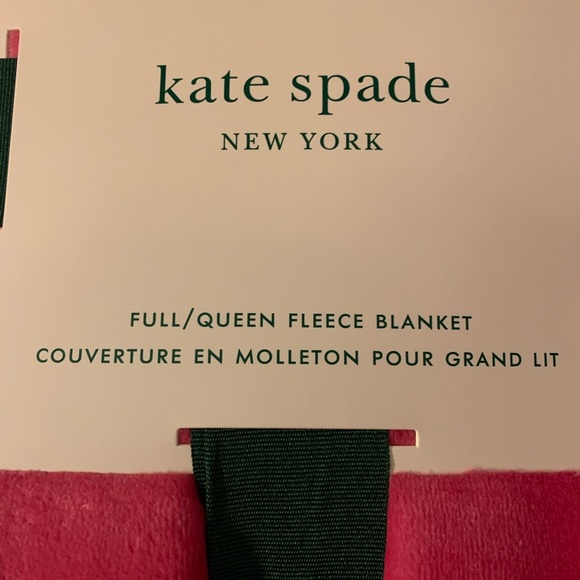 kate spade
NEW YORK
FULL/QUEEN FLEECE BLANKET
COUVERTURE EN MOLLETON POUR GRAND LIT